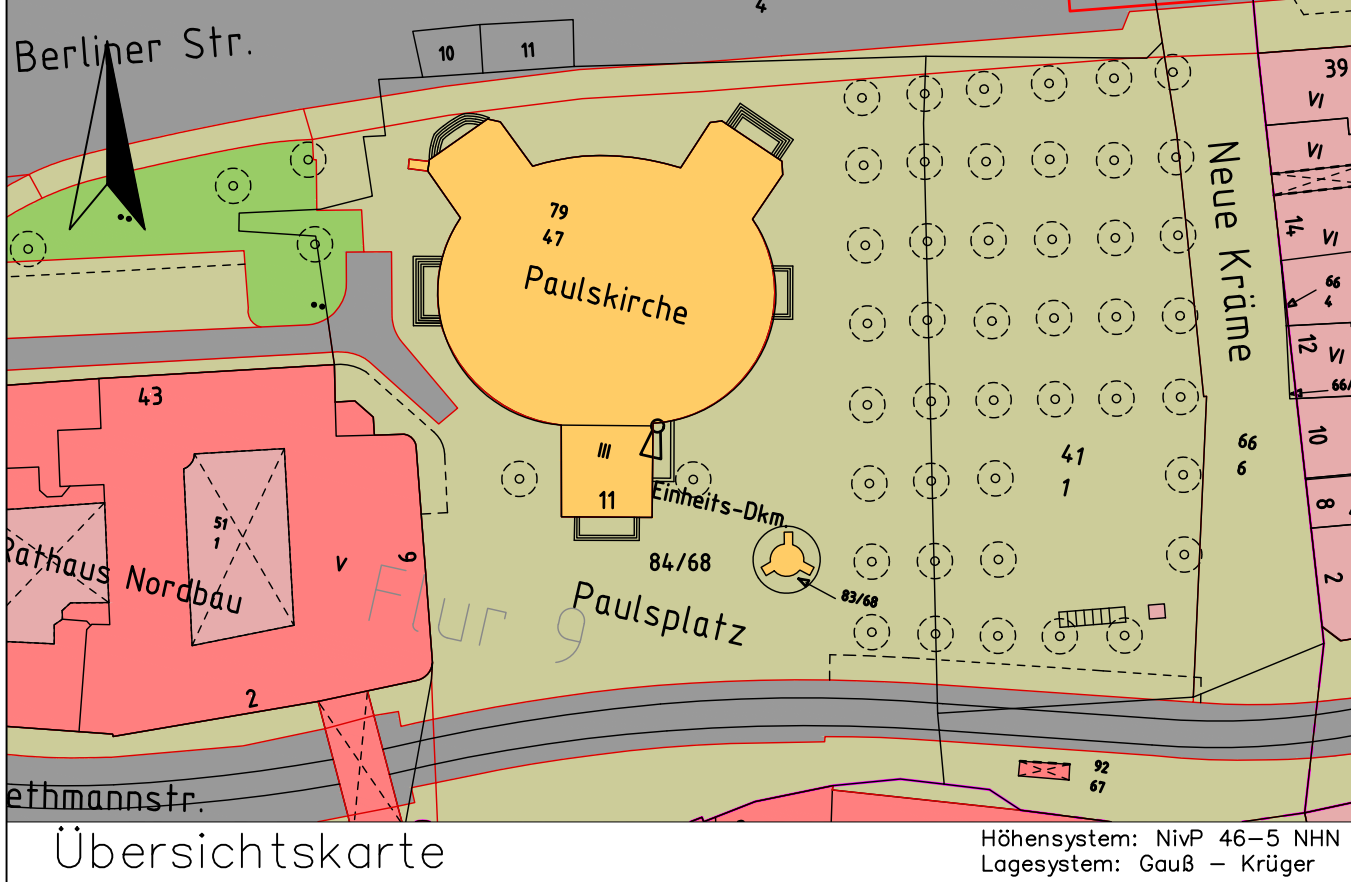 4
Berliner Str.
10
11
39
VI
VI
Neue Kräme
79
47
14
VI
Paulskirche
66
4
12
VI
66/
43
10
III
41
1
66
6
11
Einheits-Dkm.
8
51
1
V
9
84/68
Rathaus Nordbau
Flur 9
83/68
2
Paulsplatz
2
92
67
ethmannstr.
Übersichtskarte
Höhensystem: NivP 46-5 NHN
Lagesystem: Gauß - Krüger